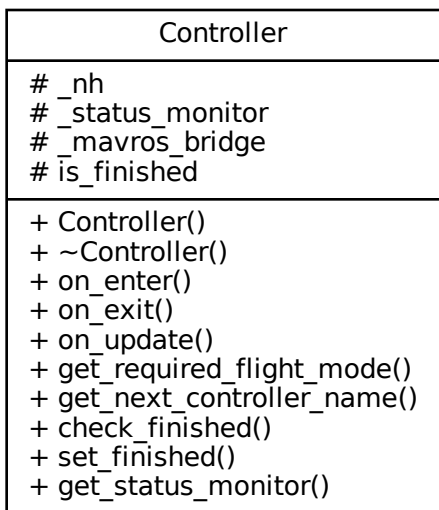 Controller
# _nh
# _status_monitor
# _mavros_bridge
# is_finished
+ Controller()
+ ~Controller()
+ on_enter()
+ on_exit()
+ on_update()
+ get_required_flight_mode()
+ get_next_controller_name()
+ check_finished()
+ set_finished()
+ get_status_monitor()